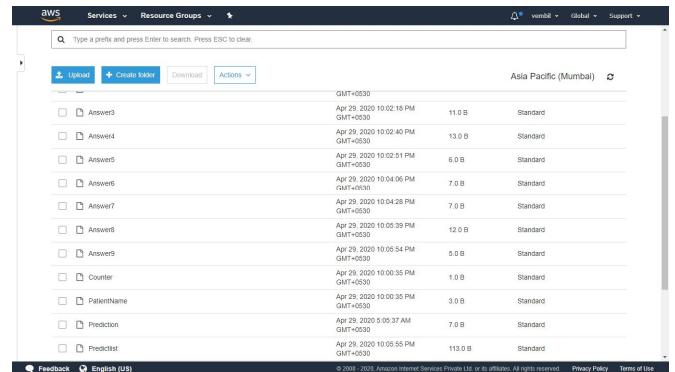 aws Services Resource Groups vembil Global Support
Type a prefix and press Enter to search. Press ESC to clear.
Upload + Create folder Download Actions Asia Pacific (Mumbai)
GMT+0530
Answer3 Apr 29, 2020 10:02:18 PM GMT+0530 11.0 B Standard
Answer4 Apr 29, 2020 10:02:40 PM GMT+0530 13.0 B Standard
Answer5 Apr 29, 2020 10:02:51 PM GMT+0530 6.0 B Standard
Answer6 Apr 29, 2020 10:04:06 PM GMT+0530 7.0 B Standard
Answer7 Apr 29, 2020 10:04:28 PM GMT+0530 7.0 B Standard
Answer8 Apr 29, 2020 10:05:39 PM GMT+0530 12.0 B Standard
Answer9 Apr 29, 2020 10:05:54 PM GMT+0530 5.0 B Standard
Counter Apr 29, 2020 10:00:35 PM GMT+0530 1.0 B Standard
PatientName Apr 29, 2020 10:00:35 PM GMT+0530 3.0 B Standard
Prediction Apr 29, 2020 5:05:37 AM GMT+0530 7.0 B Standard
Predictlist Apr 29, 2020 10:05:55 PM GMT+0530 113.0 B Standard
Feedback English (US) © 2008 - 2020, Amazon Internet Services Private Ltd. or its affiliates. All rights reserved. Privacy Policy Terms of Use